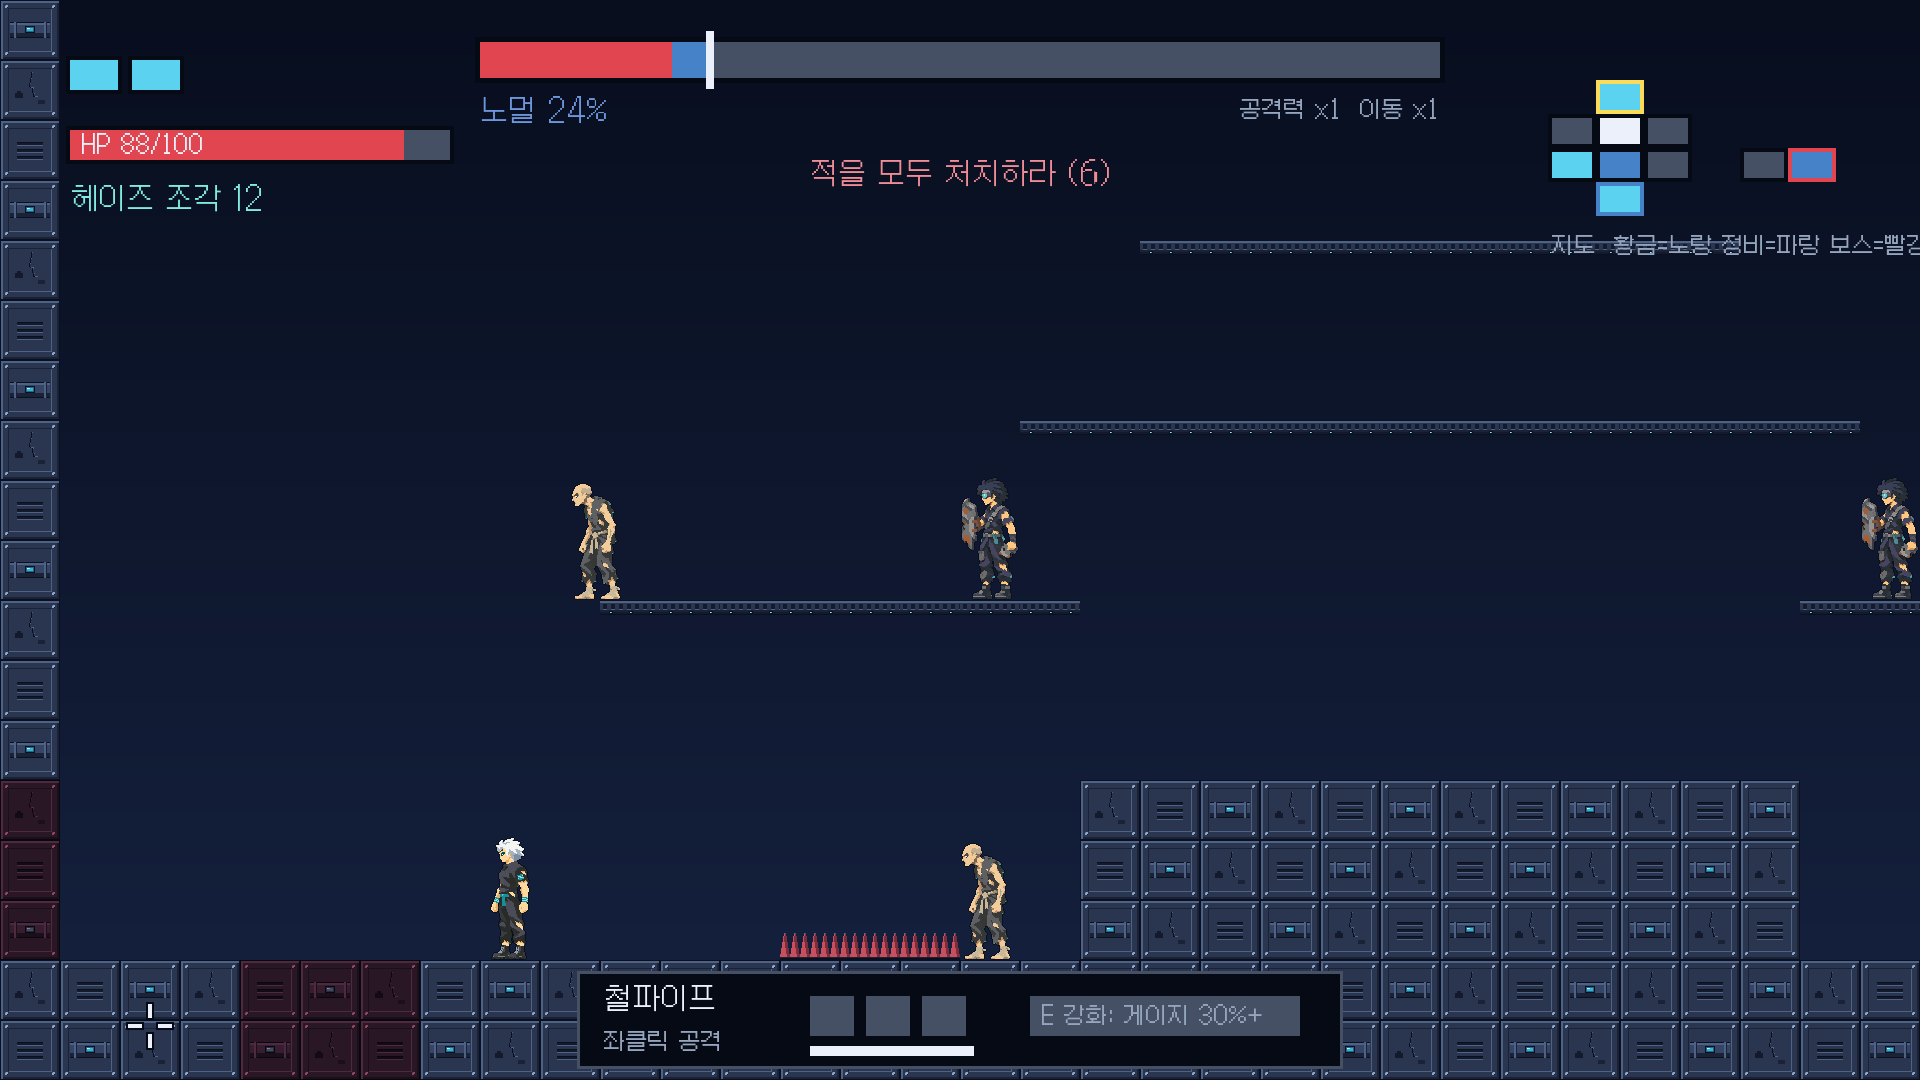 노멀 24%
공격력 x1 이동 x1
HP 88/100
적을 모두 처치하라 (6)
헤이즈 조각 12
지도 황금=노랑 정비=파랑 보스=빨강
철파이프
좌클릭 공격
E 강화: 게이지 30%+